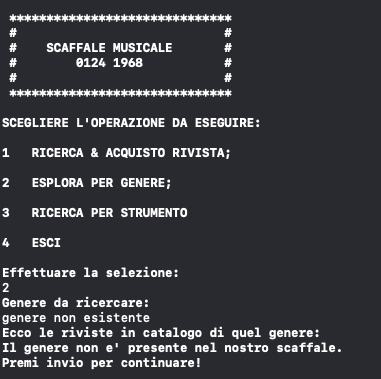 ******************************
#                            #
#    SCAFFALE MUSICALE       #
#        0124 1968           #
#                            #
******************************
SCEGLIERE L'OPERAZIONE DA ESEGUIRE:
1   RICERCA & ACQUISTO RIVISTA;
2   ESPLORA PER GENERE;
3   RICERCA PER STRUMENTO
4   ESCI
Effettuare la selezione:
2
Genere da ricercare:
genere non esistente
Ecco le riviste in catalogo di quel genere:
Il genere non e' presente nel nostro scaffale.
Premi invio per continuare!